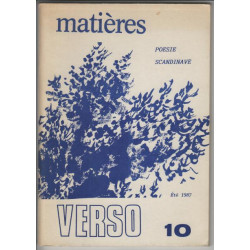 matières
POESIE
SCANDINAVE
Été 1987
VERSO 10